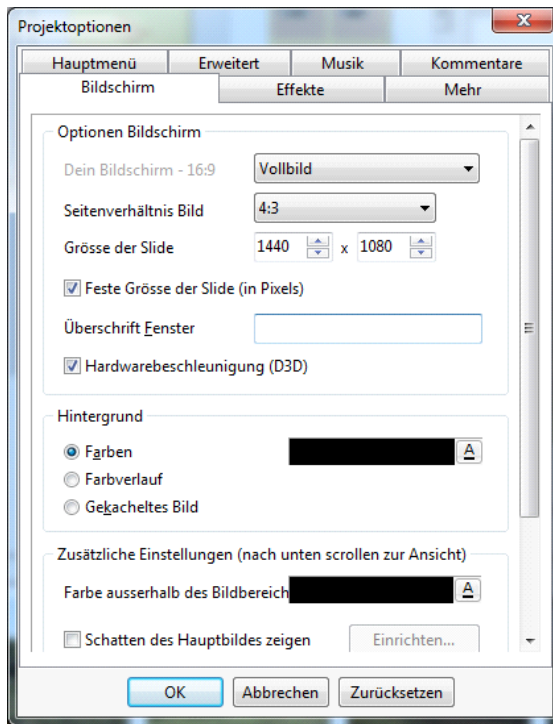 Projektoptionen
Hauptmenü Erweitert Musik Kommentare
Bildschirm Effekte Mehr
Optionen Bildschirm
Dein Bildschirm - 16:9 Vollbild
Seitenverhältnis Bild 4:3
Grösse der Slide 1440 x 1080
Feste Grösse der Slide (in Pixels)
Überschrift Fenster
Hardwarebeschleunigung (D3D)
Hintergrund
Farben A
Farbverlauf
Gekacheltes Bild
Zusätzliche Einstellungen (nach unten scrollen zur Ansicht)
Farbe ausserhalb des Bildbereich A
Schatten des Hauptbildes zeigen Einrichten...
OK Abbrechen Zurücksetzen